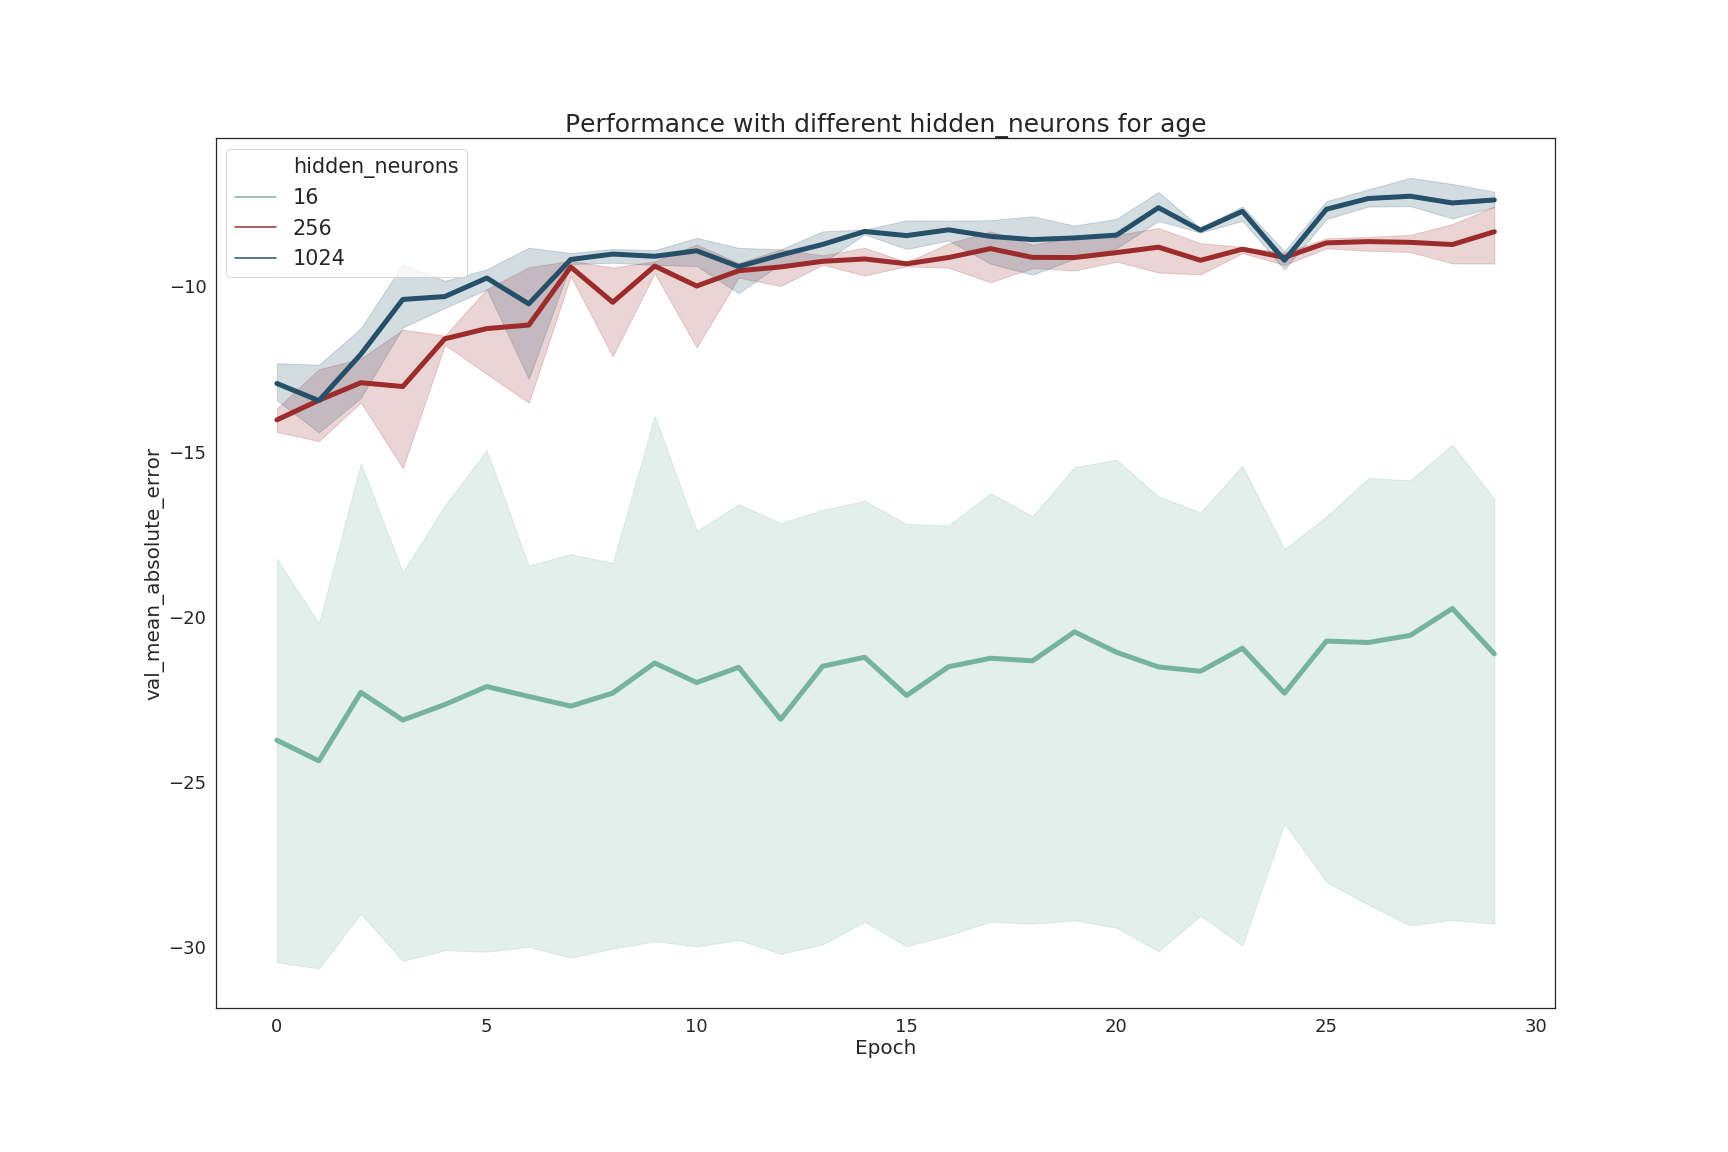 Performance with different hidden_neurons for age
hidden_neurons
16
256
1024
−10
−15
−20
−25
−30
val_mean_absolute_error
0 5 10 15 20 25 30
Epoch